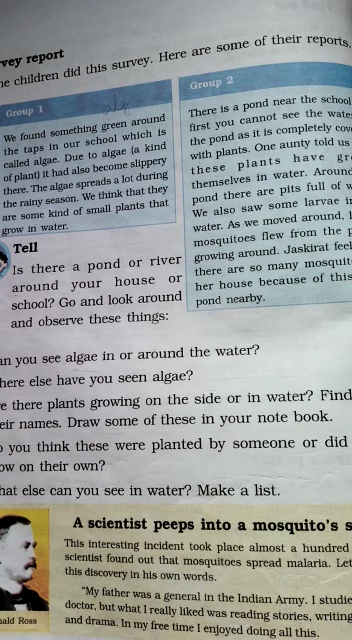 vey report
he children did this survey. Here are some of their reports.
Group 1
We found something green around
the taps in our school which is
called algae. Due to algae (a kind
of plant) it had also become slippery
there. The algae spreads a lot during
the rainy season. We think that they
are some kind of small plants that
grow in water.
Group 2
There is a pond near the school
first you cannot see the wate
the pond as it is completely cov
with plants. One aunty told us
these plants have gr
themselves in water. Around
pond there are pits full of w
We also saw some larvae i
water. As we moved around,
mosquitoes flew from the p
growing around. Jaskirat feel
there are so many mosquit
her house because of this
pond nearby.
Tell
Is there a pond or river
around your house or
school? Go and look around
and observe these things:
an you see algae in or around the water?
here else have you seen algae?
e there plants growing on the side or in water? Find
eir names. Draw some of these in your note book.
o you think these were planted by someone or did
ow on their own?
hat else can you see in water? Make a list.
A scientist peeps into a mosquito's s
This interesting incident took place almost a hundred
scientist found out that mosquitoes spread malaria. Let
this discovery in his own words.
"My father was a general in the Indian Army. I studie
doctor, but what I really liked was reading stories, writing
and drama. In my free time I enjoyed doing all this.
nald Ross